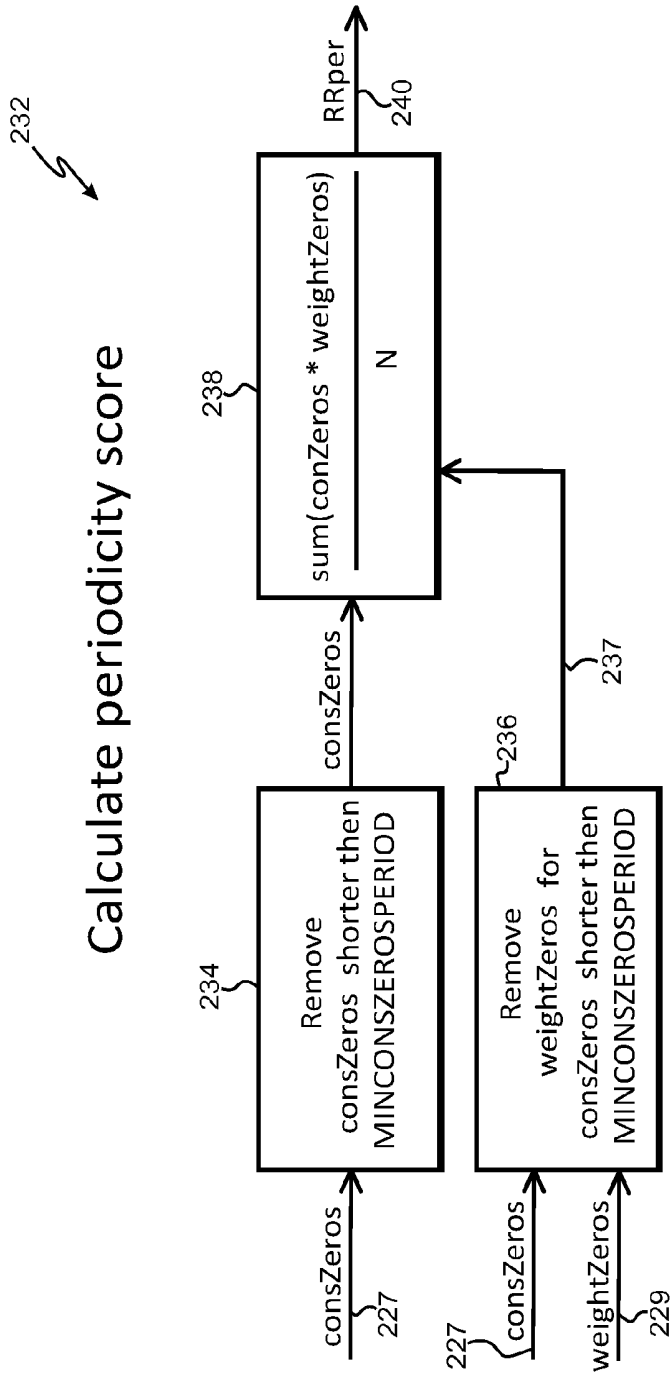 Calculate periodicity score
232
consZeros
227
234
Remove
consZeros shorter then
MINCONSZEROSPERIOD
consZeros
238
sum(conZeros * weightZeros)
N
RRper
240
227
consZeros
weightZeros
229
236
Remove
weightZeros for
consZeros shorter then
MINCONSZEROSPERIOD
237